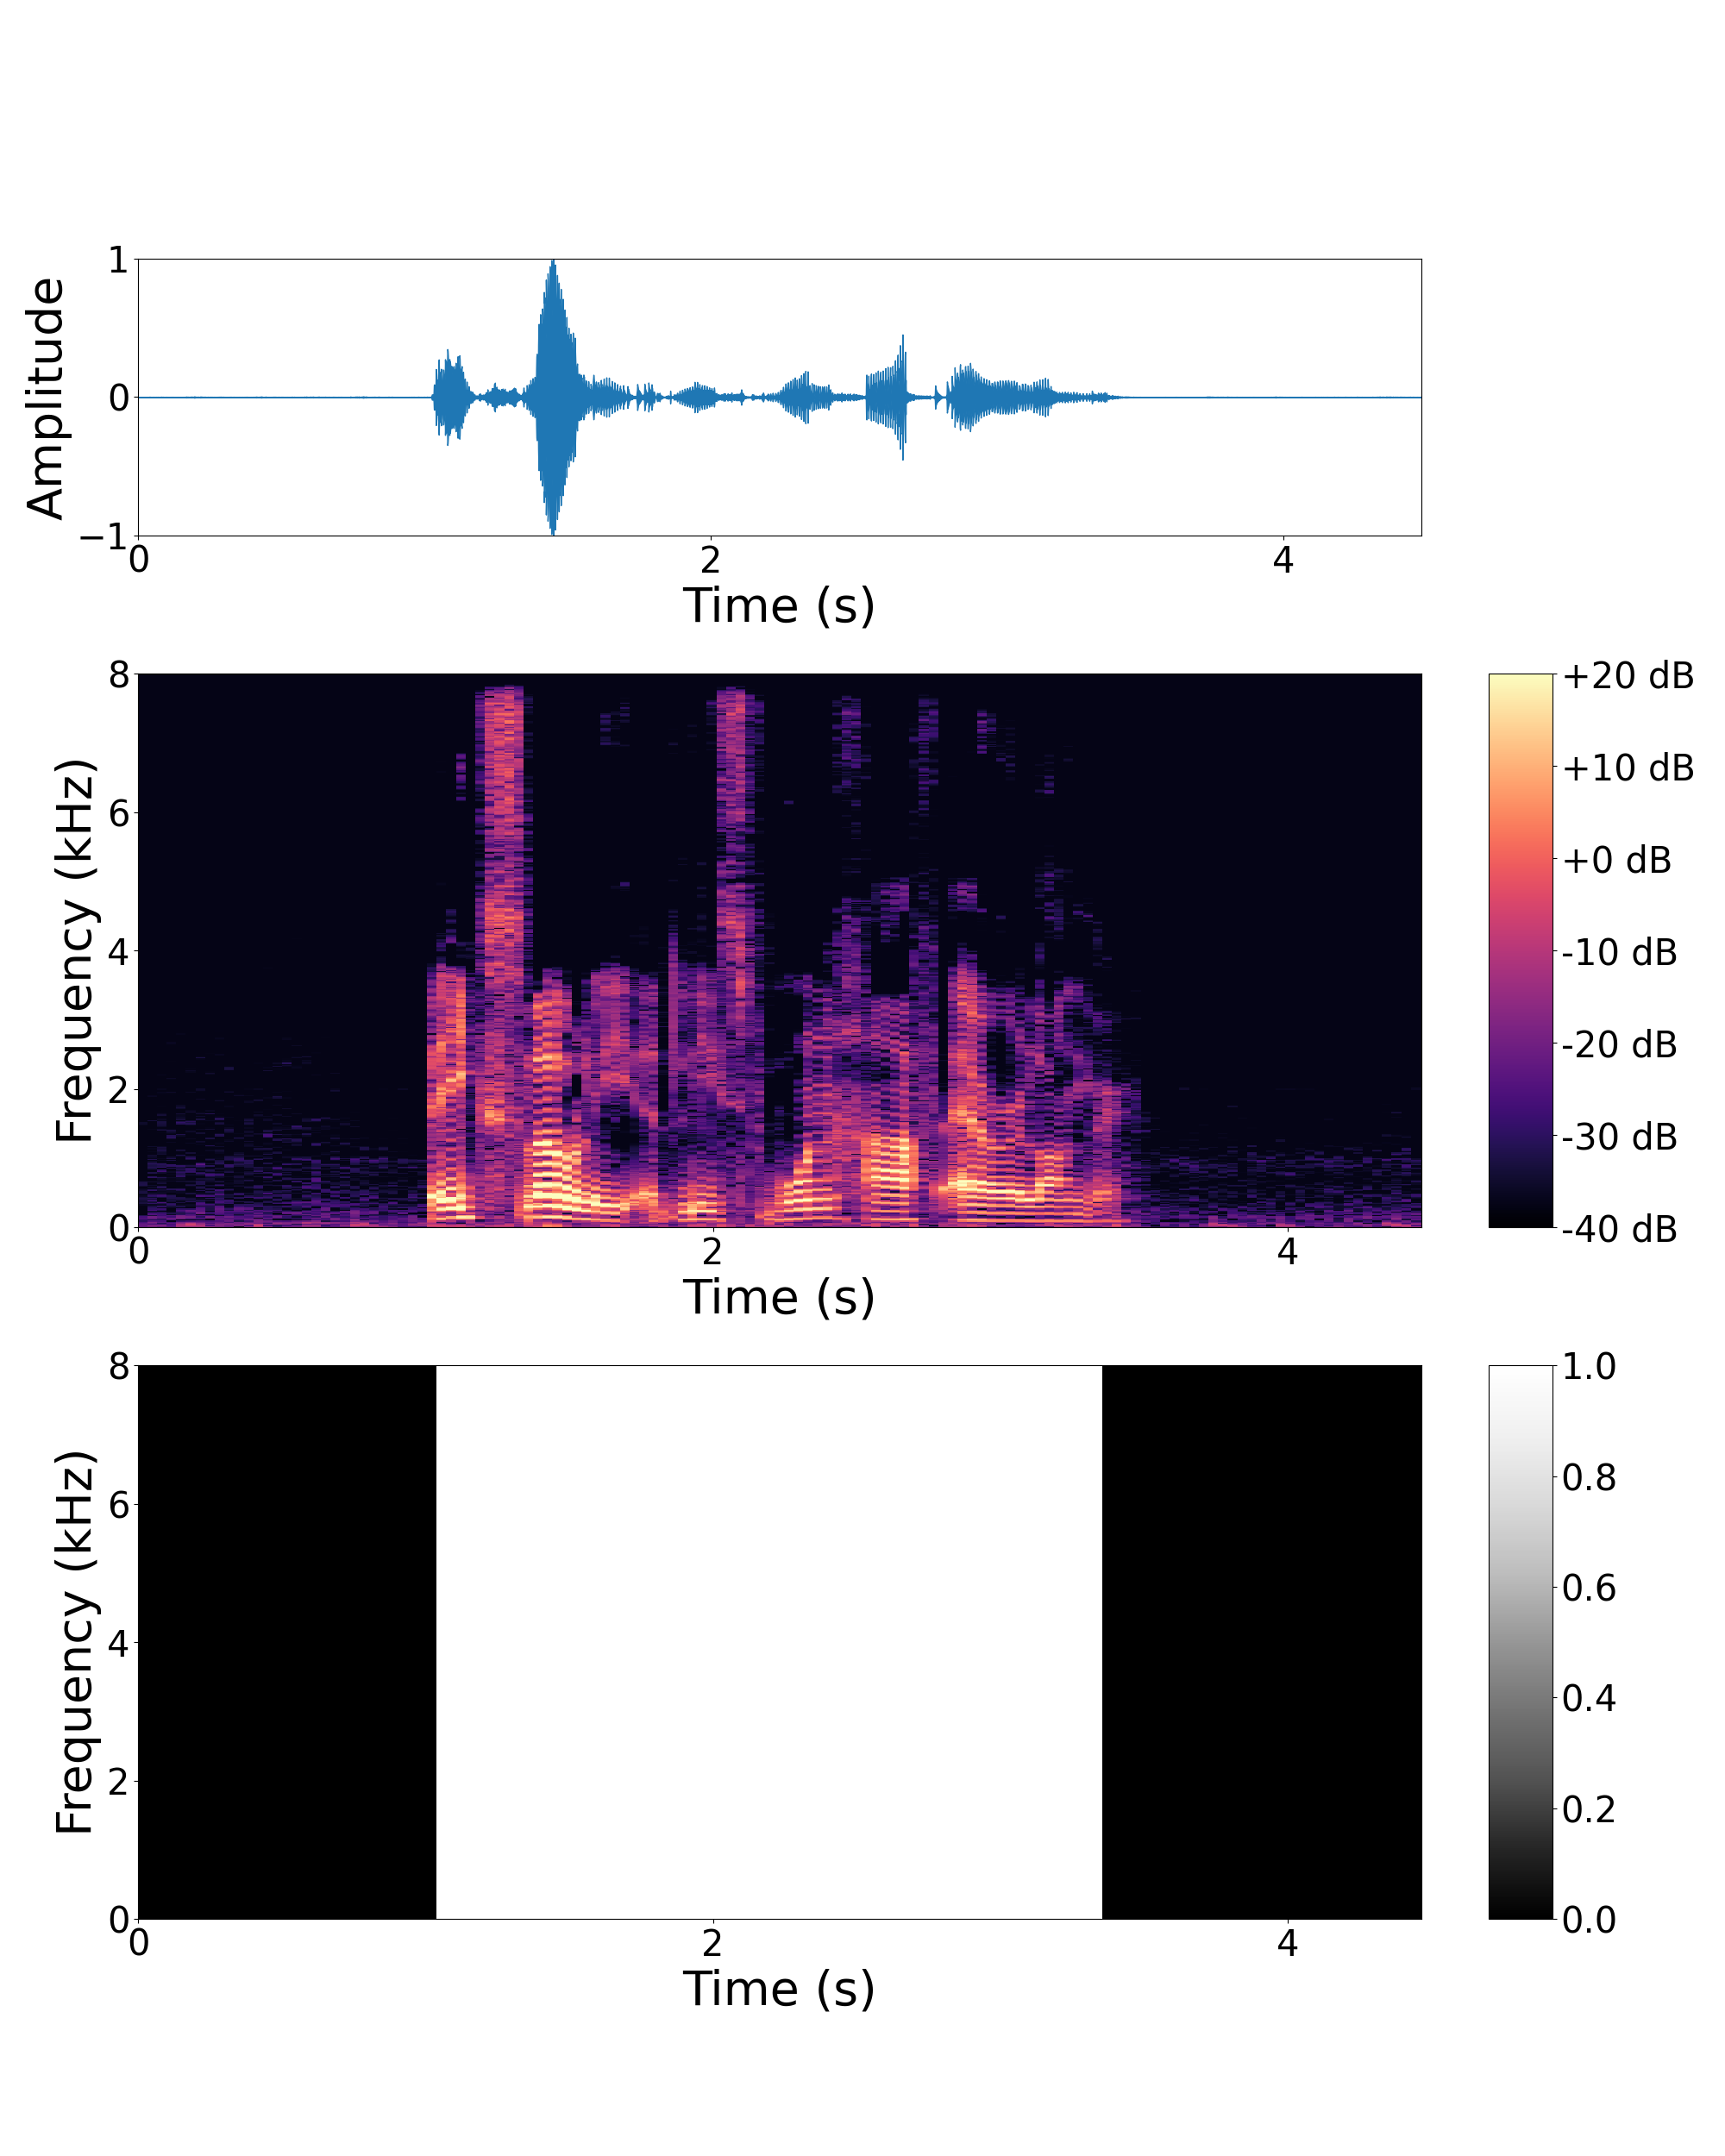 1
0
−1
Amplitude
0 2 4
Time (s)
8
6
4
2
0
Frequency (kHz)
0 2 4
Time (s)
+20 dB
+10 dB
+0 dB
-10 dB
-20 dB
-30 dB
-40 dB
8
6
4
2
0
Frequency (kHz)
0 2 4
Time (s)
1.0
0.8
0.6
0.4
0.2
0.0